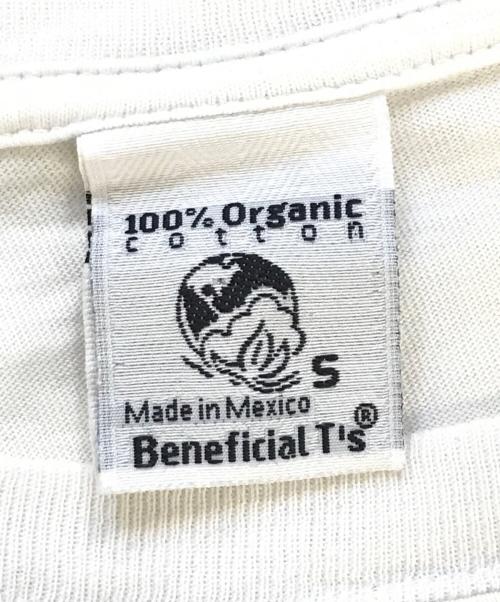 100% Organic
cotton
S
Made in Mexico
Beneficial T's®